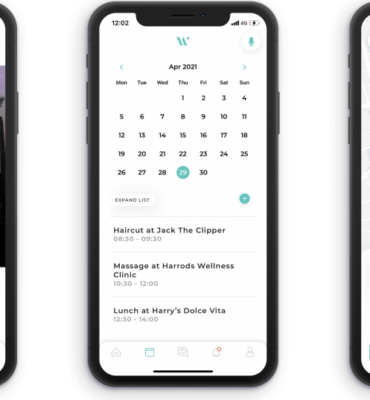 12:02 4G
W
Apr 2021
Mon Tue Wed Thu Fri Sat Sun
1 2 3 4
5 6 7 8 9 10 11
12 13 14 15 16 17 18
19 20 21 22 23 24 25
26 27 28 29 30
EXPAND LIST
Haircut at Jack The Clipper
08:30 - 09:30
Massage at Harrods Wellness
Clinic
10:30 - 12:00
Lunch at Harry’s Dolce Vita
12:30 - 14:00